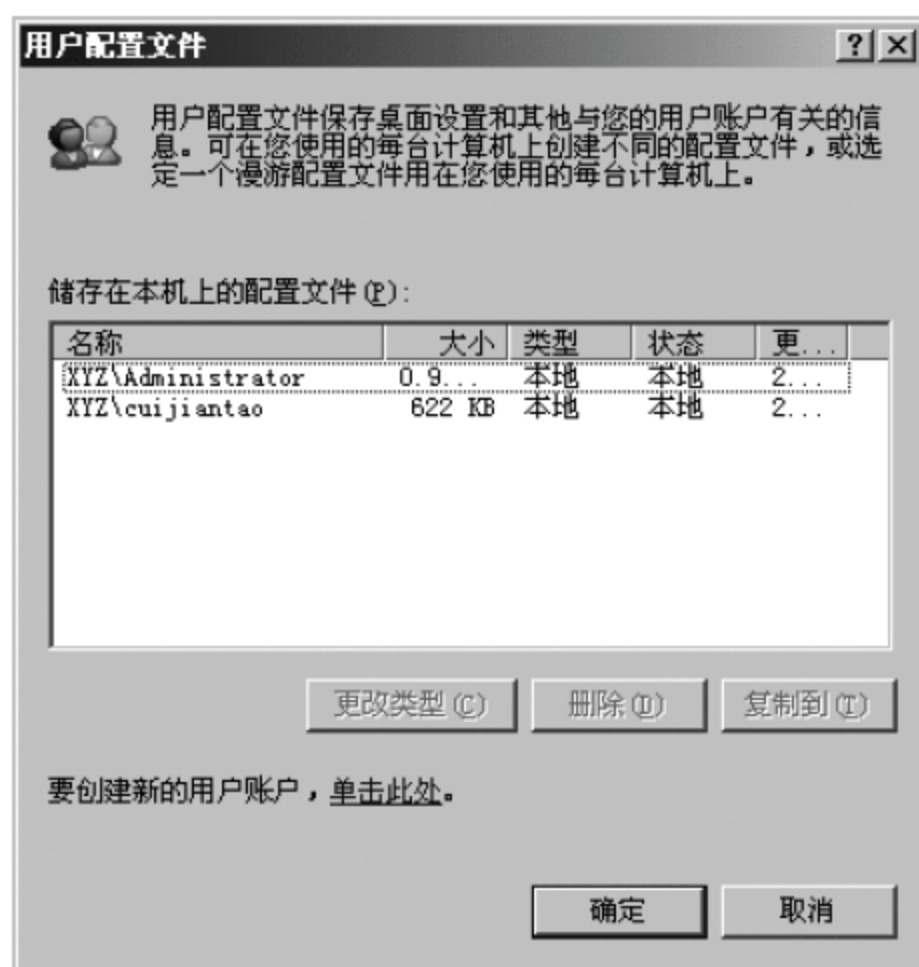 用户配置文件
用户配置文件保存桌面设置和其他与您的用户账户有关的信
息。可在您使用的每台计算机上创建不同的配置文件，或选
定一个漫游配置文件用在您使用的每台计算机上。
储存在本机上的配置文件(P):
名称 大小 类型 状态 更...
XYZ\Administrator 0.9... 本地 本地 2...
XYZ\cuijiantao 622 KB 本地 本地 2...
更改类型(C) 删除(D) 复制到(T)
要创建新的用户账户，单击此处。
确定 取消